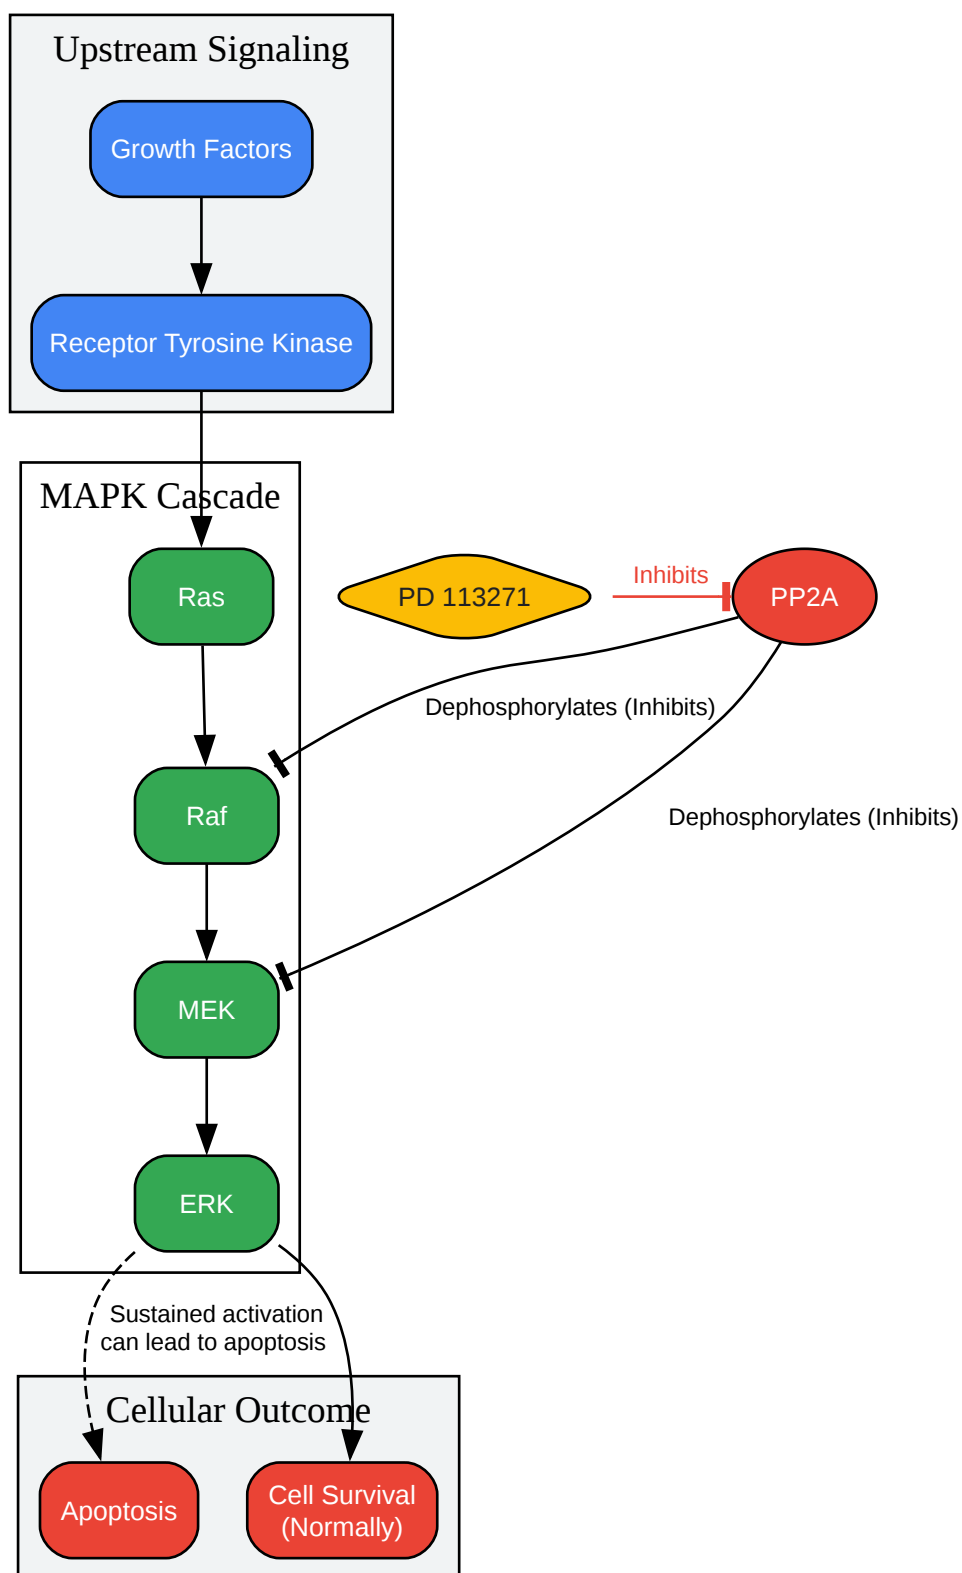 Upstream Signaling
Growth Factors
Receptor Tyrosine Kinase
MAPK Cascade
Ras
PD 113271
Inhibits
PP2A
Dephosphorylates (Inhibits)
Raf
Dephosphorylates (Inhibits)
MEK
ERK
Sustained activation
can lead to apoptosis
Cellular Outcome
Apoptosis
Cell Survival
(Normally)